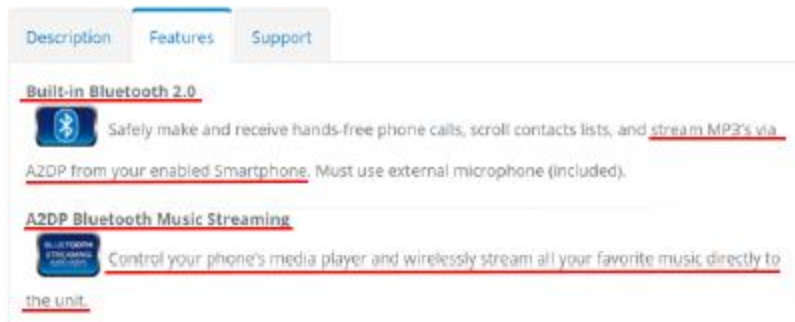 Description Features Support
Built-in Bluetooth 2.0
Safely make and receive hands-free phone calls, scroll contacts lists, and stream MP3's via
A2DP from your enabled Smartphone. Must use external microphone (included).
A2DP Bluetooth Music Streaming
BLUETOOTH
STREAMING
Control your phone's media player and wirelessly stream all your favorite music directly to
the unit.